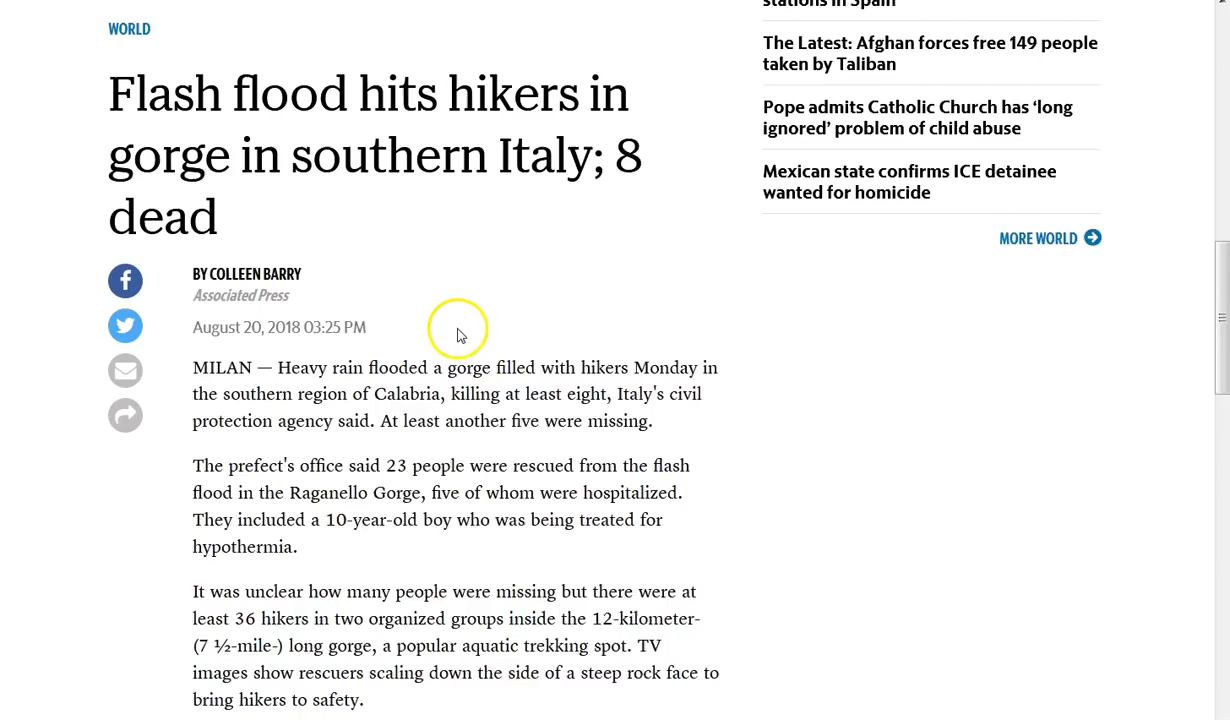 WORLD
Flash flood hits hikers in
gorge in southern Italy; 8
dead
BY COLLEEN BARRY
Associated Press
August 20, 2018 03:25 PM
MILAN — Heavy rain flooded a gorge filled with hikers Monday in
the southern region of Calabria, killing at least eight, Italy's civil
protection agency said. At least another five were missing.
The prefect's office said 23 people were rescued from the flash
flood in the Raganello Gorge, five of whom were hospitalized.
They included a 10-year-old boy who was being treated for
hypothermia.
It was unclear how many people were missing but there were at
least 36 hikers in two organized groups inside the 12-kilometer-
(7 ½-mile-) long gorge, a popular aquatic trekking spot. TV
images show rescuers scaling down the side of a steep rock face to
bring hikers to safety.
stations in Spain
The Latest: Afghan forces free 149 people
taken by Taliban
Pope admits Catholic Church has ‘long
ignored’ problem of child abuse
Mexican state confirms ICE detainee
wanted for homicide
MORE WORLD